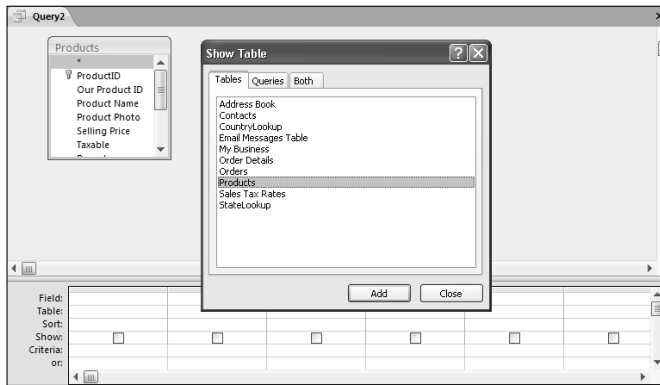 Query2
Products
*
ProductID
Our Product ID
Product Name
Product Photo
Selling Price
Taxable
Show Table
Tables Queries Both
Address Book
Contacts
CountryLookup
Email Messages Table
My Business
Order Details
Orders
Products
Sales Tax Rates
StateLookup
Add Close
Field:
Table:
Sort:
Show:
Criteria:
or: